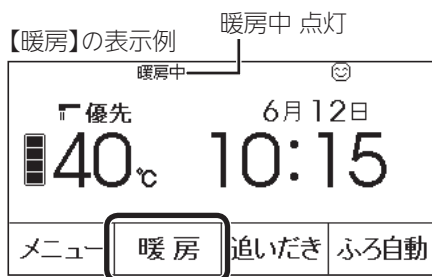 暖房中 点灯
【暖房】の表示例
暖房中
優先 6月12日
40℃ 10:15
メニュー 暖房 追いだき ふろ自動